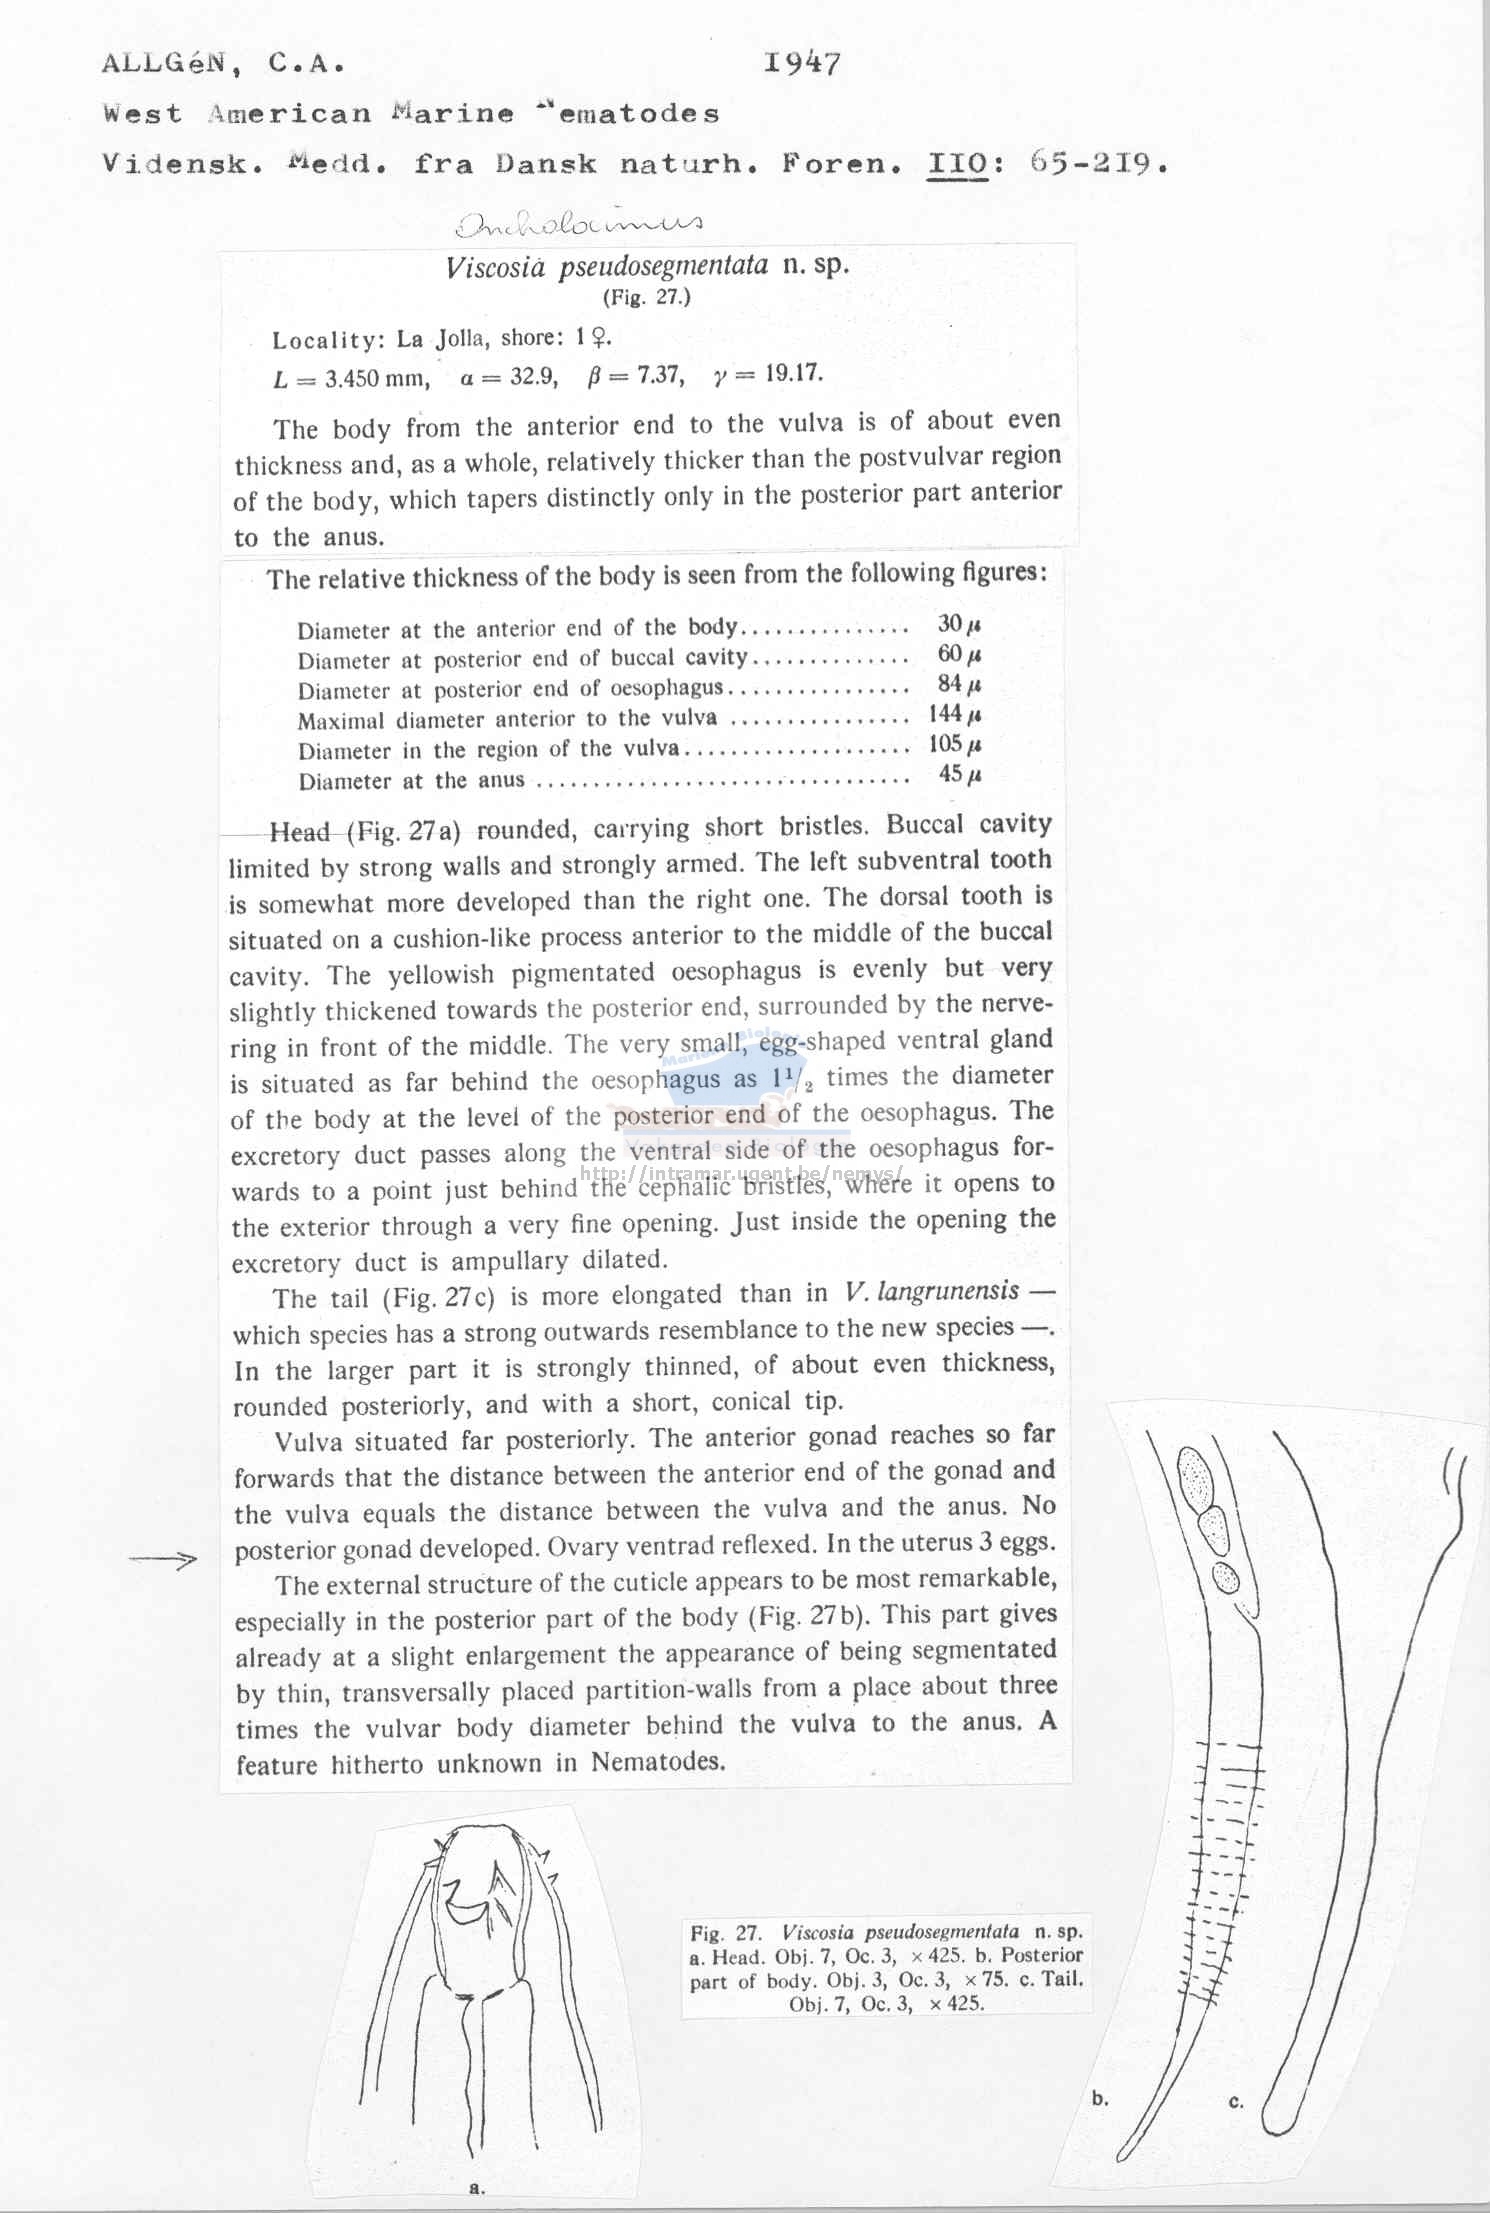 ALLGéN, C.A. 1947
West American Marine Nematodes
Vidensk. Medd. fra Dansk naturh. Foren. IIO: 65-2I9.
Oncholaimus
Viscosia pseudosegmentata n. sp.
(Fig. 27.)
Locality: La Jolla, shore: 1 ♀.
L = 3.450 mm, α = 32.9, β = 7.37, γ = 19.17.
The body from the anterior end to the vulva is of about even
thickness and, as a whole, relatively thicker than the postvulvar region
of the body, which tapers distinctly only in the posterior part anterior
to the anus.
The relative thickness of the body is seen from the following figures:
Diameter at the anterior end of the body............... 30 μ
Diameter at posterior end of buccal cavity.............. 60 μ
Diameter at posterior end of oesophagus................ 84 μ
Maximal diameter anterior to the vulva ................ 144 μ
Diameter in the region of the vulva.................... 105 μ
Diameter at the anus ................................. 45 μ
Head (Fig. 27a) rounded, carrying short bristles. Buccal cavity
limited by strong walls and strongly armed. The left subventral tooth
is somewhat more developed than the right one. The dorsal tooth is
situated on a cushion-like process anterior to the middle of the buccal
cavity. The yellowish pigmentated oesophagus is evenly but very
slightly thickened towards the posterior end, surrounded by the nerve-
ring in front of the middle. The very small, egg-shaped ventral gland
is situated as far behind the oesophagus as 1 1/2 times the diameter
of the body at the level of the posterior end of the oesophagus. The
excretory duct passes along the ventral side of the oesophagus for-
http://intramar.ugent.be/nemys/
wards to a point just behind the cephalic bristles, where it opens to
the exterior through a very fine opening. Just inside the opening the
excretory duct is ampullary dilated.
The tail (Fig. 27c) is more elongated than in V. langrunensis —
which species has a strong outwards resemblance to the new species —.
In the larger part it is strongly thinned, of about even thickness,
rounded posteriorly, and with a short, conical tip.
Vulva situated far posteriorly. The anterior gonad reaches so far
forwards that the distance between the anterior end of the gonad and
the vulva equals the distance between the vulva and the anus. No
posterior gonad developed. Ovary ventrad reflexed. In the uterus 3 eggs.
The external structure of the cuticle appears to be most remarkable,
especially in the posterior part of the body (Fig. 27b). This part gives
already at a slight enlargement the appearance of being segmentated
by thin, transversally placed partition-walls from a place about three
times the vulvar body diameter behind the vulva to the anus. A
feature hitherto unknown in Nematodes.
Fig. 27. Viscosia pseudosegmentata n. sp.
a. Head. Obj. 7, Oc. 3, × 425. b. Posterior
part of body. Obj. 3, Oc. 3, × 75. c. Tail.
Obj. 7, Oc. 3, × 425.
a.
b.
c.